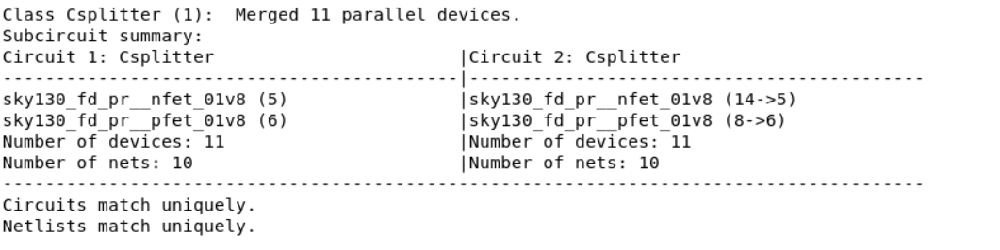 Class Csplitter (1):  Merged 11 parallel devices.
Subcircuit summary:
Circuit 1: Csplitter                       |Circuit 2: Csplitter
-------------------------------------------|-------------------------------------------
sky130_fd_pr__nfet_01v8 (5)                |sky130_fd_pr__nfet_01v8 (14->5)
sky130_fd_pr__pfet_01v8 (6)                |sky130_fd_pr__pfet_01v8 (8->6)
Number of devices: 11                      |Number of devices: 11
Number of nets: 10                         |Number of nets: 10
---------------------------------------------------------------------------------------
Circuits match uniquely.
Netlists match uniquely.